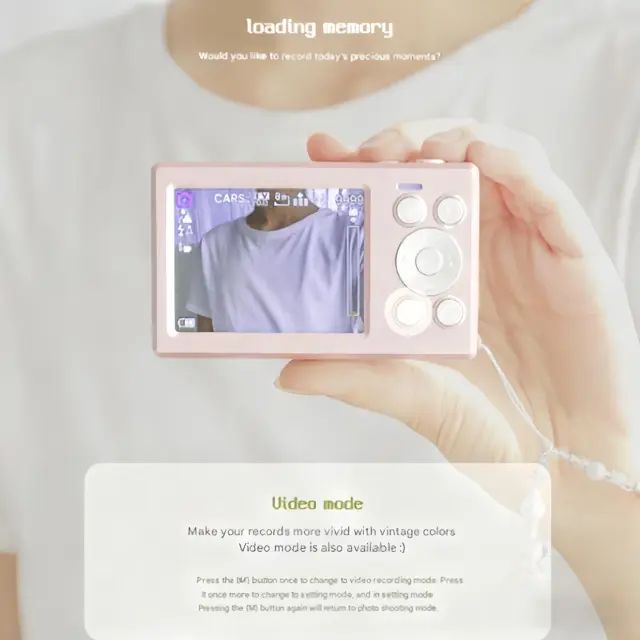 loading memory
Would you like to record today's precious moments?
CARS
Video mode
Make your records more vivid with vintage colors
Video mode is also available :)
Press the (M) button once to change to video recording mode. Press
it once more to change to setting mode, and in setting mode
Pressing the (M) button again will return to photo shooting mode.